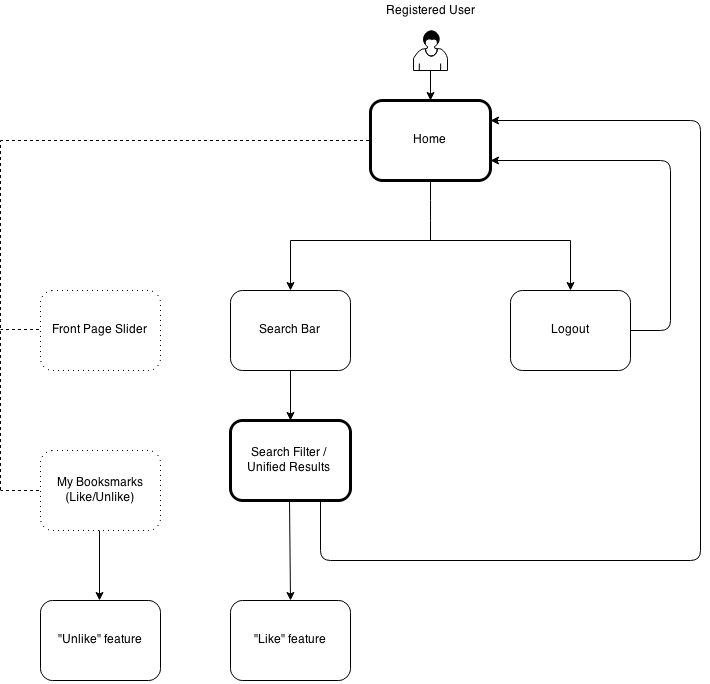 Registered User
Home
Front Page Slider
Search Bar
Logout
My Booksmarks
(Like/Unlike)
Search Filter /
Unified Results
"Unlike" feature
"Like" feature